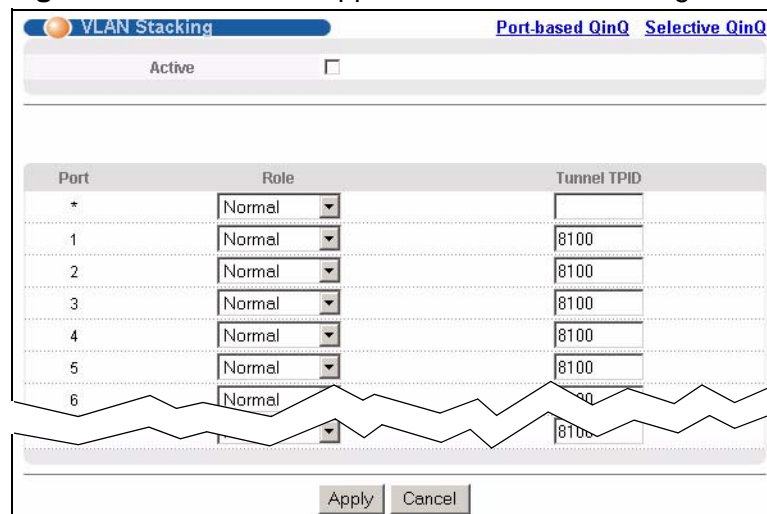 VLAN Stacking Port-based QinQ Selective QinQ
Active
Port Role Tunnel TPID
* Normal
1 Normal 8100
2 Normal 8100
3 Normal 8100
4 Normal 8100
5 Normal 8100
6 Normal
Apply Cancel